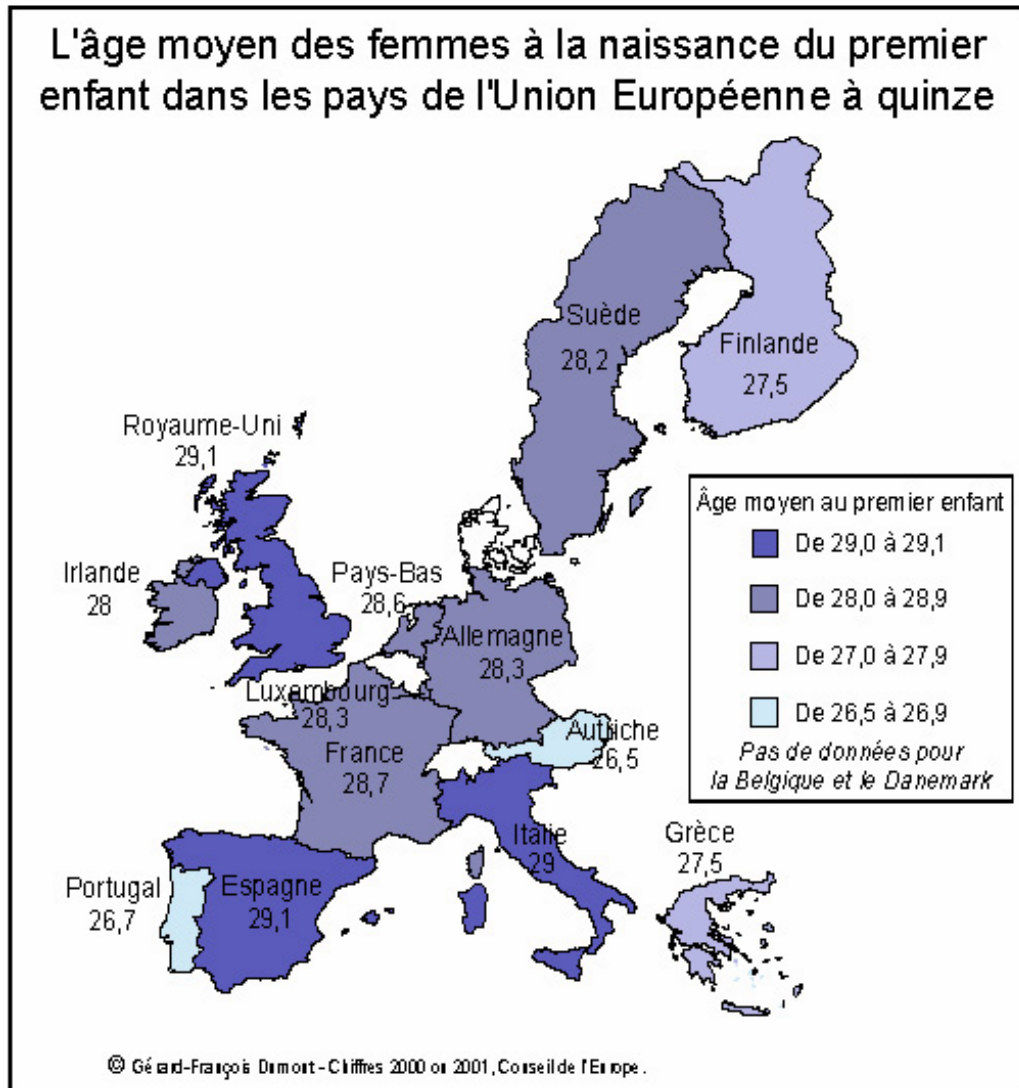 L'âge moyen des femmes à la naissance du premier
enfant dans les pays de l'Union Européenne à quinze
Suède
28,2
Finlande
27,5
Royaume-Uni
29,1
Âge moyen au premier enfant
De 29,0 à 29,1
De 28,0 à 28,9
De 27,0 à 27,9
De 26,5 à 26,9
Pas de données pour
la Belgique et le Danemark
Irlande
28
Pays-Bas
28,6
Allemagne
28,3
Luxembourg
28,3
France
28,7
Autriche
26,5
Italie
29
Grèce
27,5
Portugal
26,7
Espagne
29,1
© Gérard-François Dumont - Chiffres 2000 ou 2001, Conseil de l'Europe.